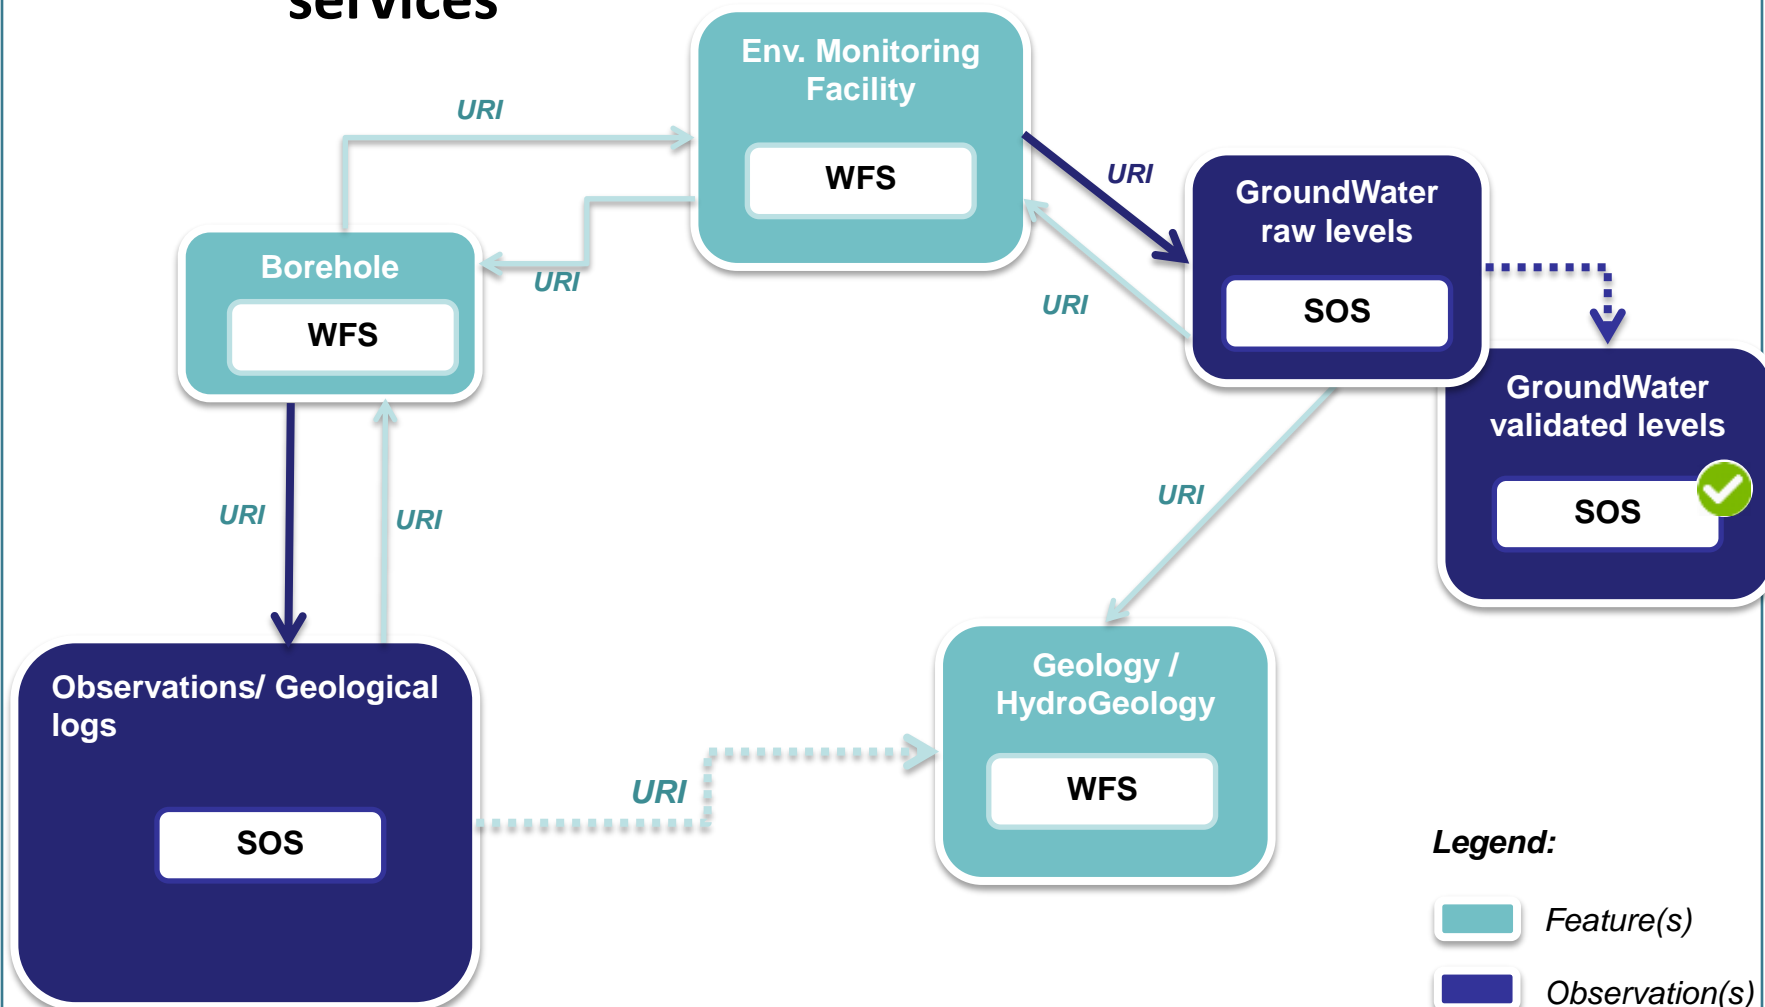 services
Env. Monitoring
Facility
WFS
URI
URI
GroundWater
raw levels
SOS
Borehole
WFS
URI
URI
GroundWater
validated levels
SOS
URI
URI
URI
Observations/ Geological
logs
SOS
URI
Geology /
HydroGeology
WFS
Legend:
Feature(s)
Observation(s)